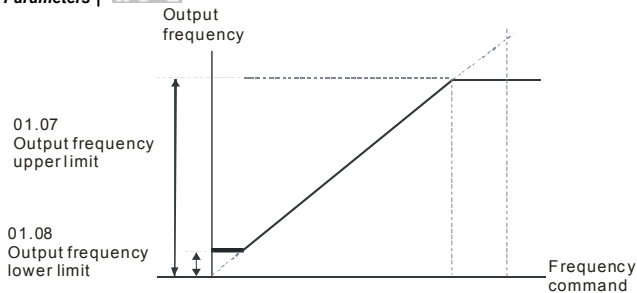 Parameters |
Output
frequency
01.07
Output frequency
upper limit
01.08
Output frequency
lower limit
Frequency
command